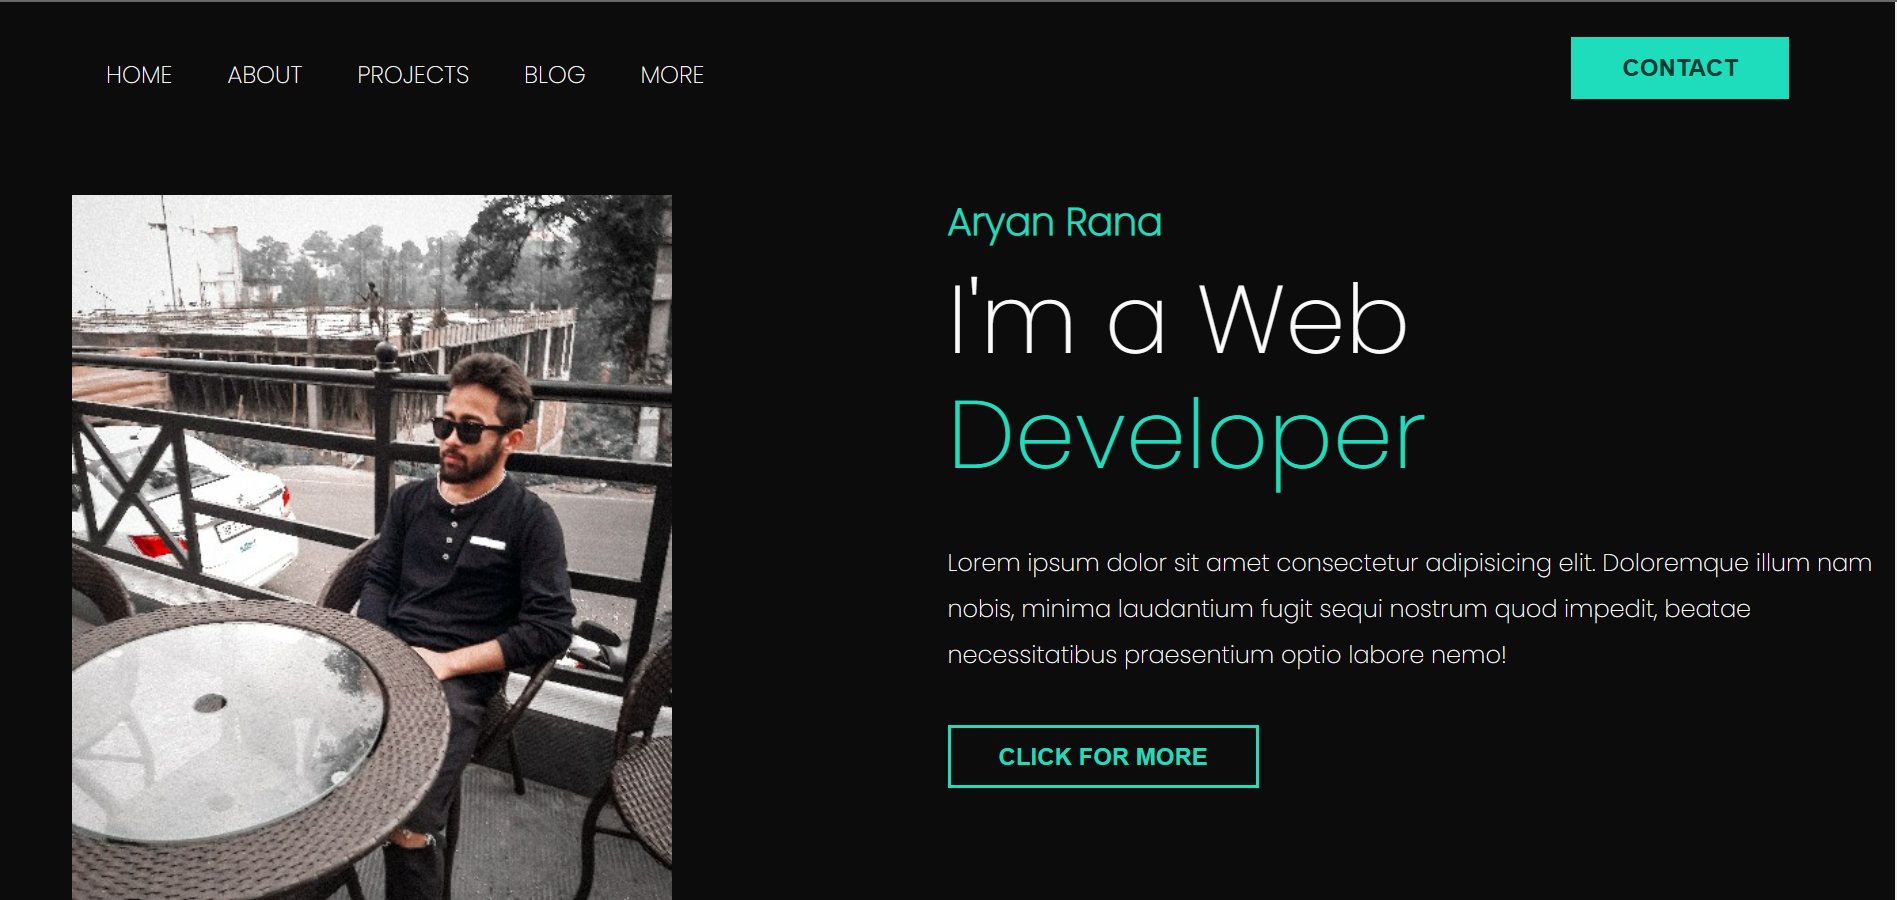 HOME ABOUT PROJECTS BLOG MORE CONTACT
Aryan Rana
I'm a Web
Developer
Lorem ipsum dolor sit amet consectetur adipisicing elit. Doloremque illum nam
nobis, minima laudantium fugit sequi nostrum quod impedit, beatae
necessitatibus praesentium optio labore nemo!
CLICK FOR MORE